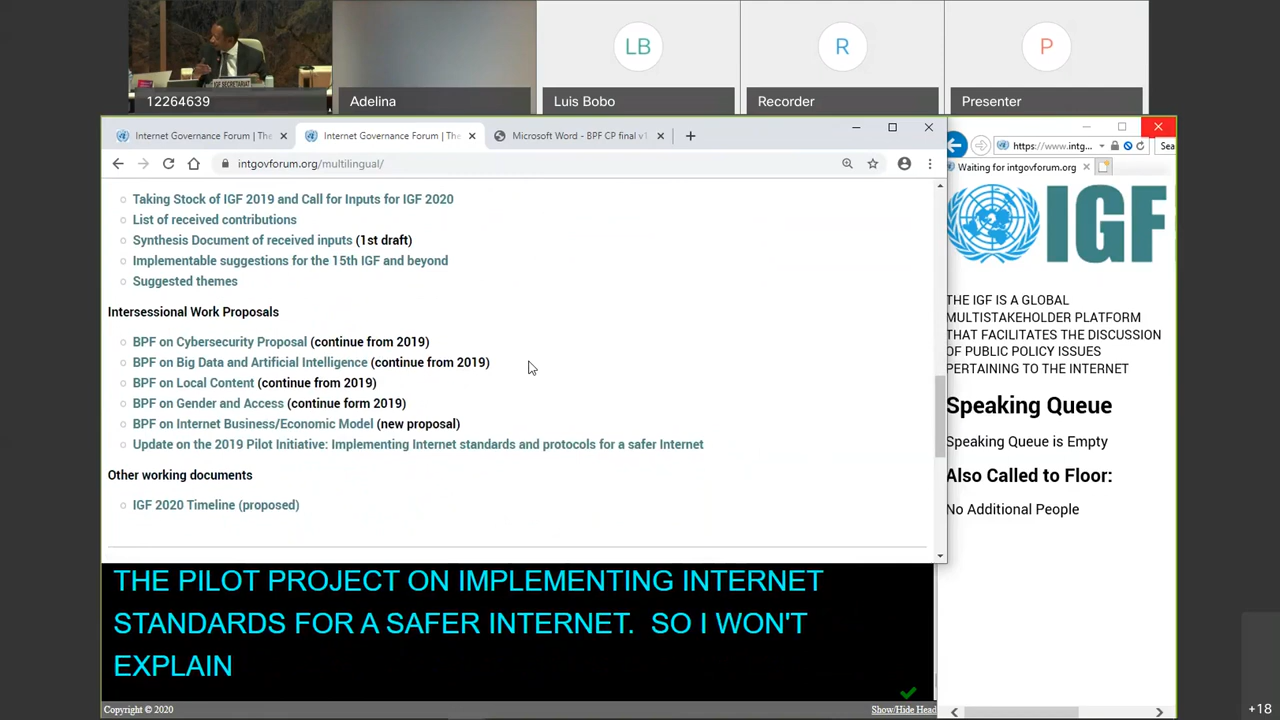 IGF SECRETARIAT
12264639
Adelina
LB
Luis Bobo
R
Recorder
P
Presenter
Internet Governance Forum | The
Internet Governance Forum | The
Microsoft Word - BPF CP final v1
intgovforum.org/multilingual/
Taking Stock of IGF 2019 and Call for Inputs for IGF 2020
List of received contributions
Synthesis Document of received inputs (1st draft)
Implementable suggestions for the 15th IGF and beyond
Suggested themes
Intersessional Work Proposals
BPF on Cybersecurity Proposal (continue from 2019)
BPF on Big Data and Artificial Intelligence (continue from 2019)
BPF on Local Content (continue from 2019)
BPF on Gender and Access (continue form 2019)
BPF on Internet Business/Economic Model (new proposal)
Update on the 2019 Pilot Initiative: Implementing Internet standards and protocols for a safer Internet
Other working documents
IGF 2020 Timeline (proposed)
https://www.intg...
Sea
Waiting for intgovforum.org
IGF
THE IGF IS A GLOBAL
MULTISTAKEHOLDER PLATFORM
THAT FACILITATES THE DISCUSSION
OF PUBLIC POLICY ISSUES
PERTAINING TO THE INTERNET
Speaking Queue
Speaking Queue is Empty
Also Called to Floor:
No Additional People
THE PILOT PROJECT ON IMPLEMENTING INTERNET
STANDARDS FOR A SAFER INTERNET. SO I WON'T
EXPLAIN
Copyright © 2020
Show/Hide Head
+18